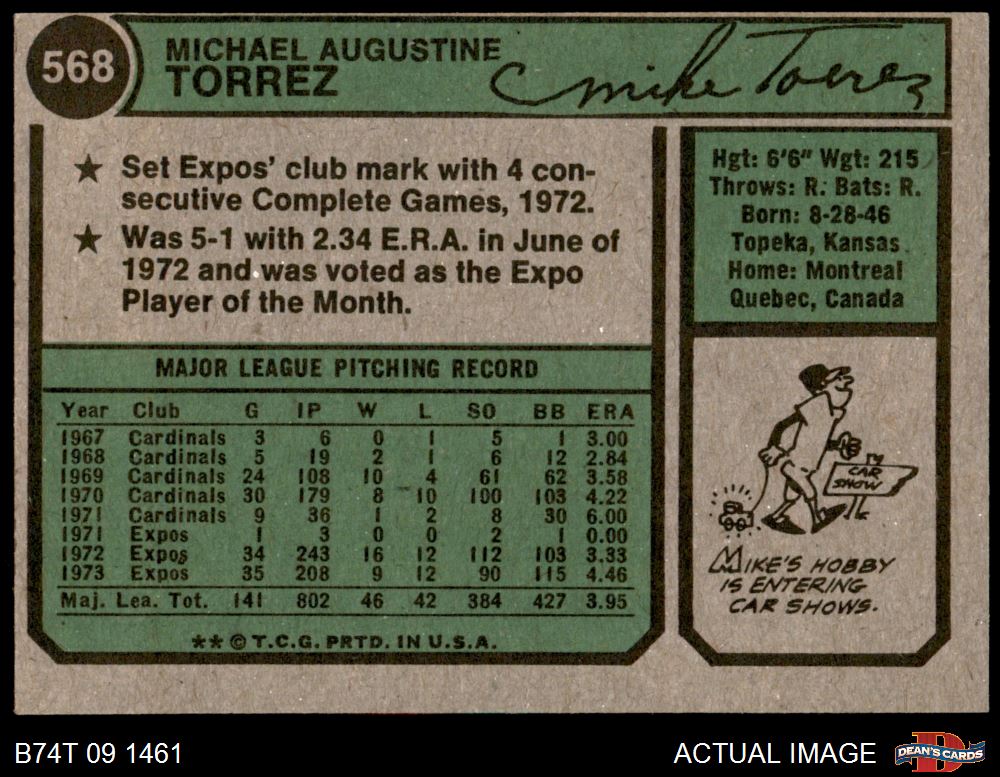 568
MICHAEL AUGUSTINE
TORREZ
Mike Torrez
★ Set Expos' club mark with 4 con-
secutive Complete Games, 1972.
★ Was 5-1 with 2.34 E.R.A. in June of
1972 and was voted as the Expo
Player of the Month.
Hgt: 6'6" Wgt: 215
Throws: R. Bats: R.
Born: 8-28-46
Topeka, Kansas
Home: Montreal
Quebec, Canada
MAJOR LEAGUE PITCHING RECORD
Year Club G IP W L SO BB ERA
1967 Cardinals 3 6 0 1 5 1 3.00
1968 Cardinals 5 19 2 1 6 12 2.84
1969 Cardinals 24 108 10 4 61 62 3.58
1970 Cardinals 30 179 8 10 100 103 4.22
1971 Cardinals 9 36 1 2 8 30 6.00
1971 Expos 1 3 0 0 2 1 0.00
1972 Expos 34 243 16 12 112 103 3.33
1973 Expos 35 208 9 12 90 115 4.46
Maj. Lea. Tot. 141 802 46 42 384 427 3.95
** © T.C.G. PRTD. IN U.S.A.
CAR
SHOW
MIKE'S HOBBY
IS ENTERING
CAR SHOWS.
B74T 09 1461
ACTUAL IMAGE
D
DEAN'S CARDS